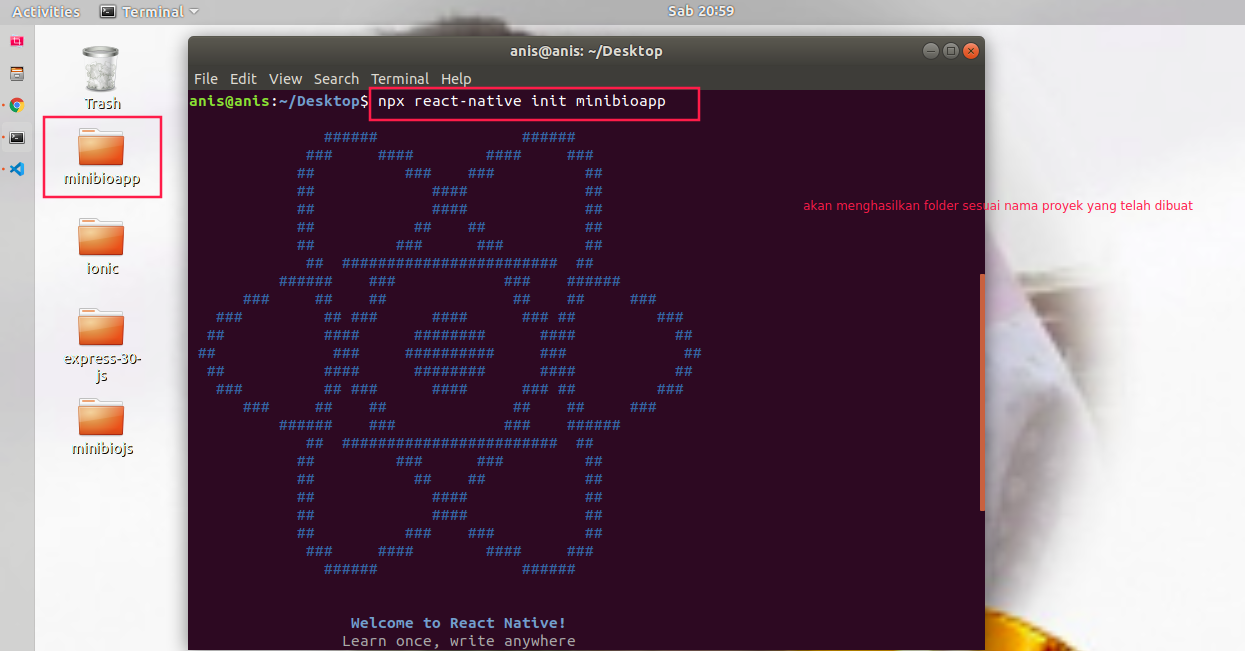 Activities
Terminal
Sab 20:59
anis@anis: ~/Desktop
File Edit View Search Terminal Help
anis@anis:~/Desktop$ npx react-native init minibioapp
Trash
minibioapp
ionic
express-30-
js
minibiojs
akan menghasilkan folder sesuai nama proyek yang telah dibuat
Welcome to React Native!
Learn once, write anywhere